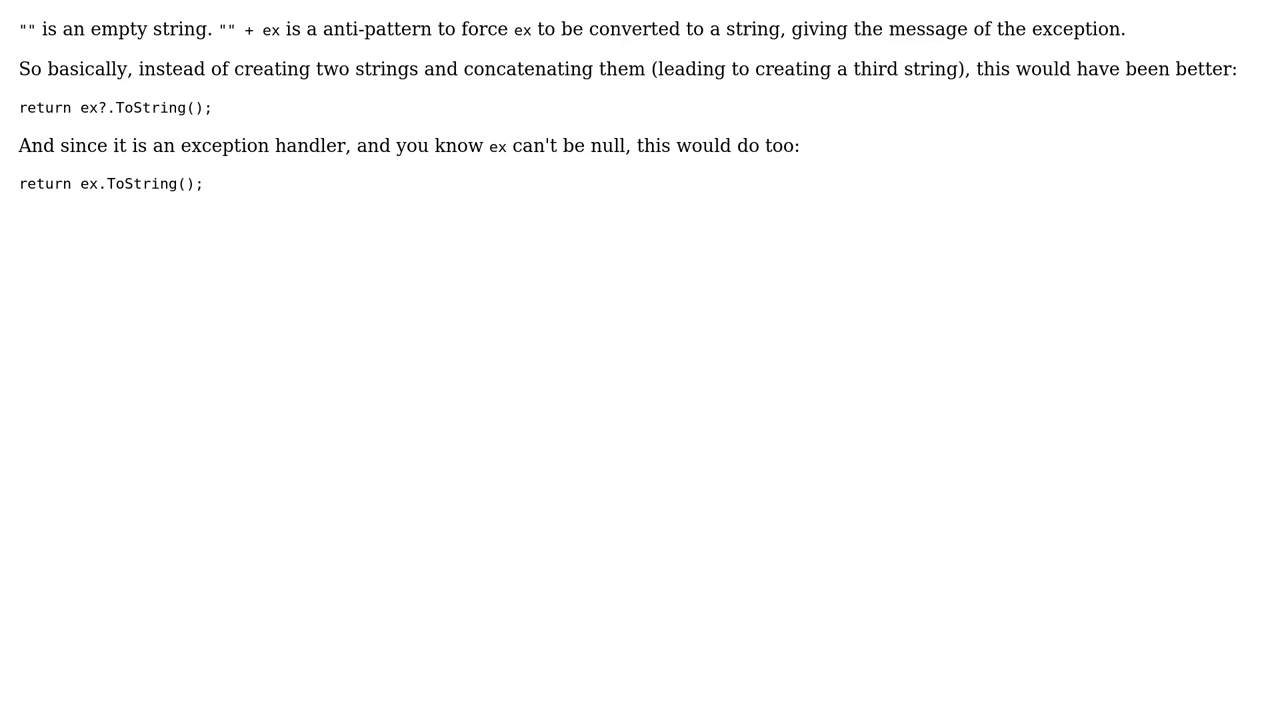 "" is an empty string. "" + ex is a anti-pattern to force ex to be converted to a string, giving the message of the exception.
So basically, instead of creating two strings and concatenating them (leading to creating a third string), this would have been better:
return ex?.ToString();
And since it is an exception handler, and you know ex can't be null, this would do too:
return ex.ToString();